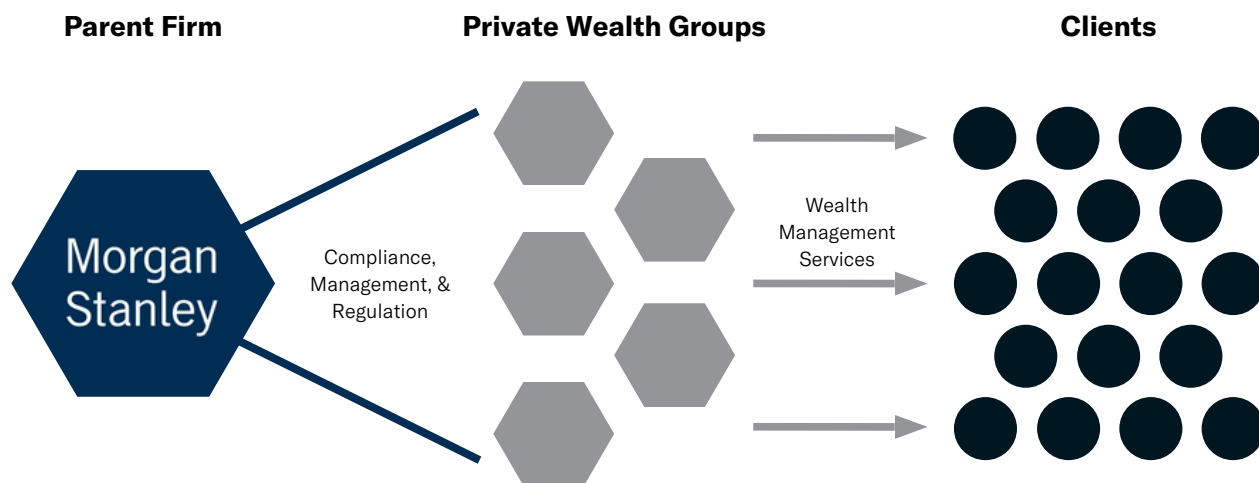 Parent Firm
Private Wealth Groups
Clients
Morgan
Stanley
Compliance,
Management, &
Regulation
Wealth
Management
Services